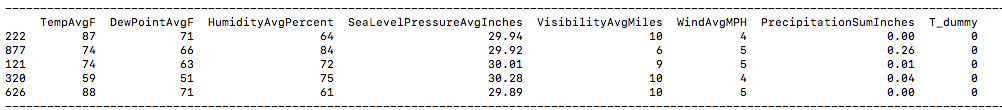 TempAvgF DewPointAvgF HumidityAvgPercent SeaLevelPressureAvgInches VisibilityAvgMiles WindAvgMPH PrecipitationSumInches T_dummy
222 87 71 64 29.94 10 4 0.00 0
877 74 66 84 29.92 6 5 0.26 0
121 74 63 72 30.01 9 5 0.01 0
320 59 51 75 30.28 10 4 0.04 0
626 88 71 61 29.89 10 5 0.00 0